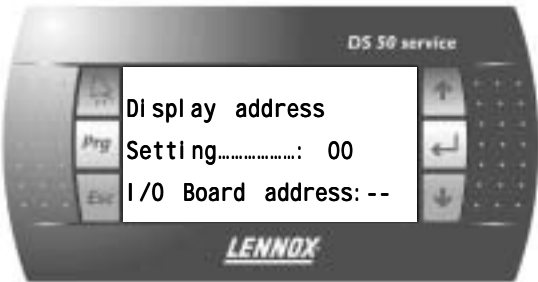 DS 50 service
Display address
Prg
Setting………………: 00
Esc
I/O Board address:--
LENNOX